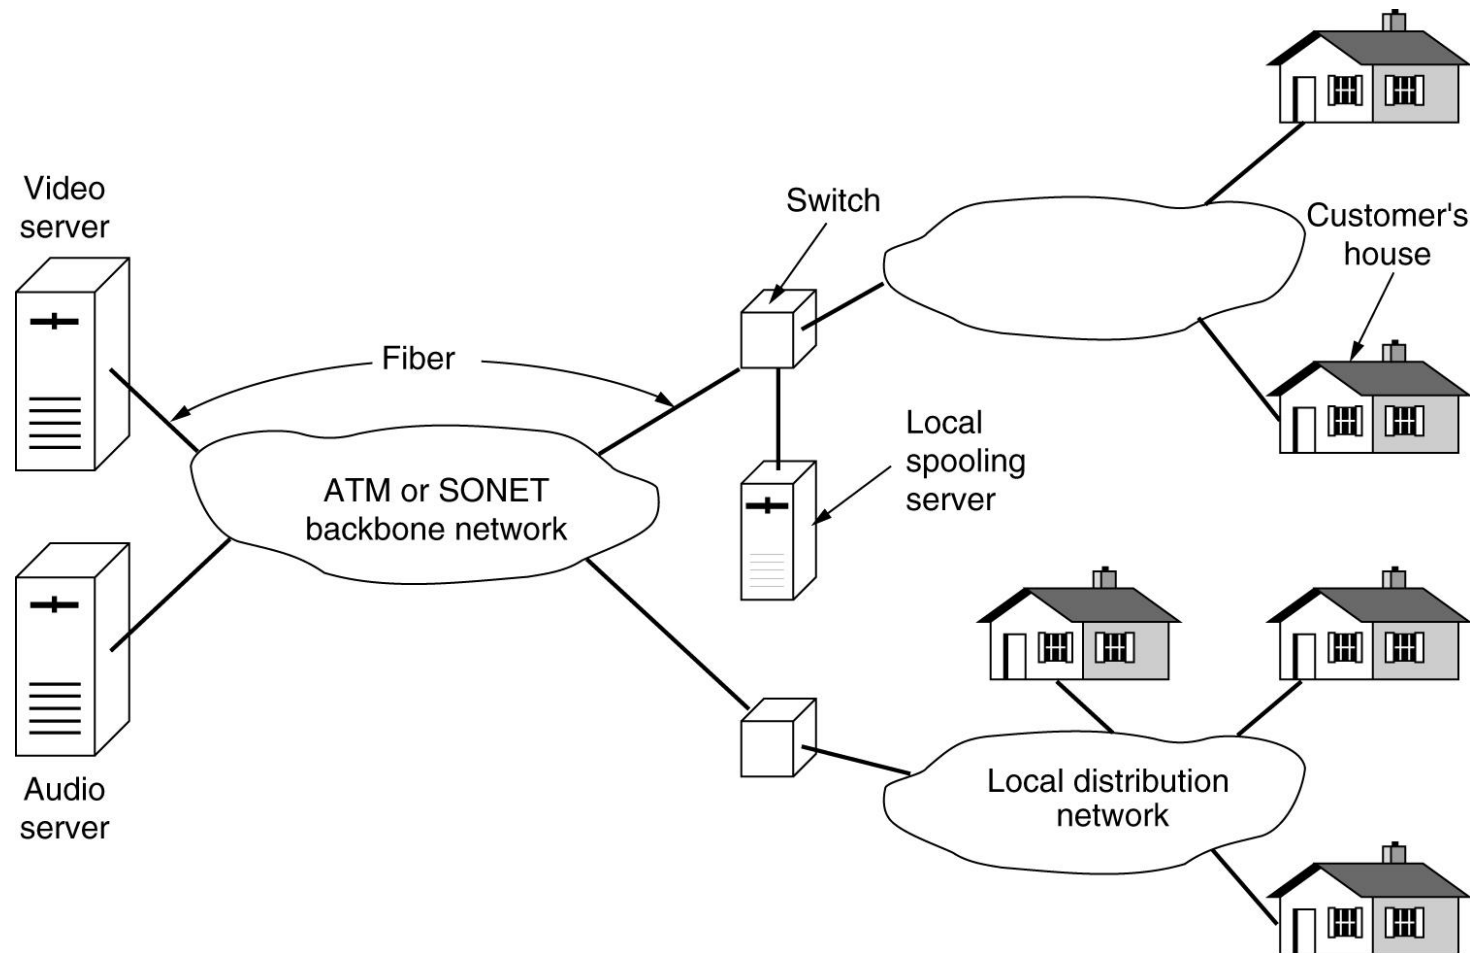 Video
server
Switch
Customer's
house
Fiber
Local
spooling
server
ATM or SONET
backbone network
Audio
server
Local distribution
network